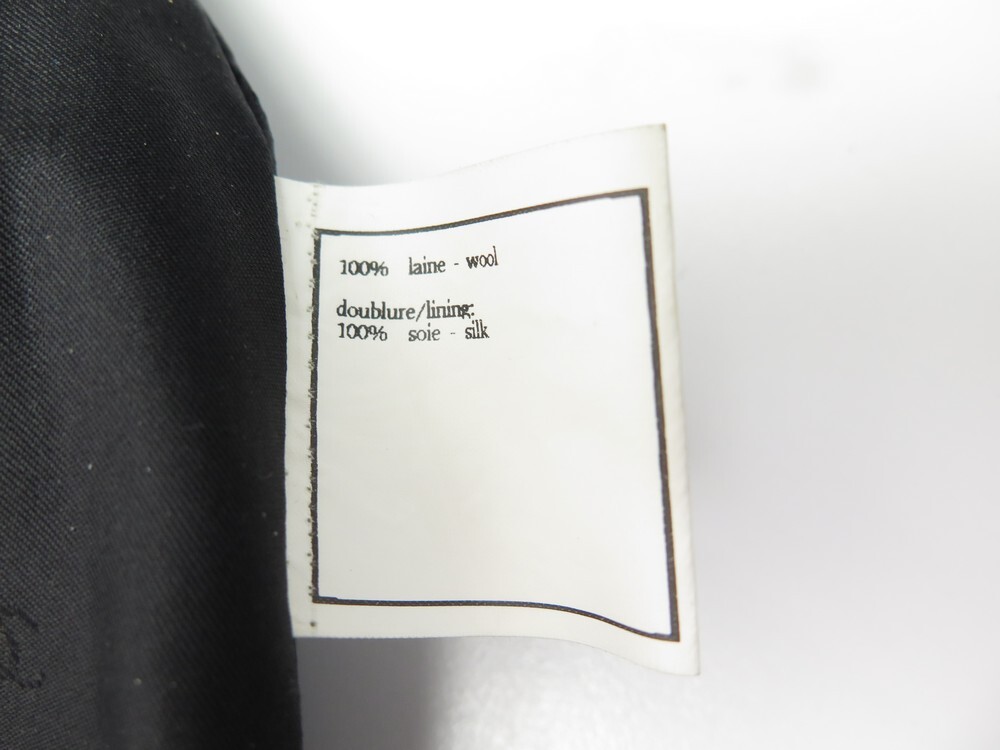 100% laine - wool
doublure/lining:
100% soie - silk